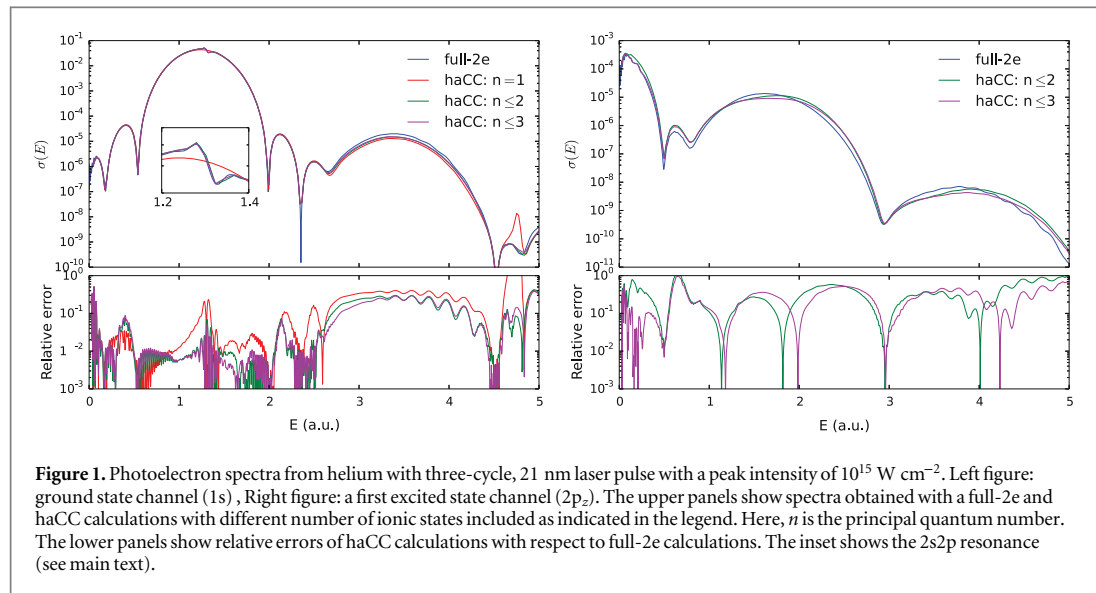 10⁻¹
10⁻²
10⁻³
10⁻⁴
10⁻⁵
10⁻⁶
10⁻⁷
10⁻⁸
10⁻⁹
10⁻¹⁰
σ(E)
full-2e
haCC: n=1
haCC: n≤2
haCC: n≤3
1.2 1.4
10⁰
10⁻¹
10⁻²
10⁻³
Relative error
0 1 2 3 4 5
E (a.u.)
10⁻³
10⁻⁴
10⁻⁵
10⁻⁶
10⁻⁷
10⁻⁸
10⁻⁹
10⁻¹⁰
10⁻¹¹
σ(E)
full-2e
haCC: n≤2
haCC: n≤3
10⁰
10⁻¹
10⁻²
10⁻³
Relative error
0 1 2 3 4 5
E (a.u.)
Figure 1. Photoelectron spectra from helium with three-cycle, 21 nm laser pulse with a peak intensity of 10¹⁵ W cm⁻². Left figure:
ground state channel (1s) , Right figure: a first excited state channel (2p_z). The upper panels show spectra obtained with a full-2e and
haCC calculations with different number of ionic states included as indicated in the legend. Here, n is the principal quantum number.
The lower panels show relative errors of haCC calculations with respect to full-2e calculations. The inset shows the 2s2p resonance
(see main text).